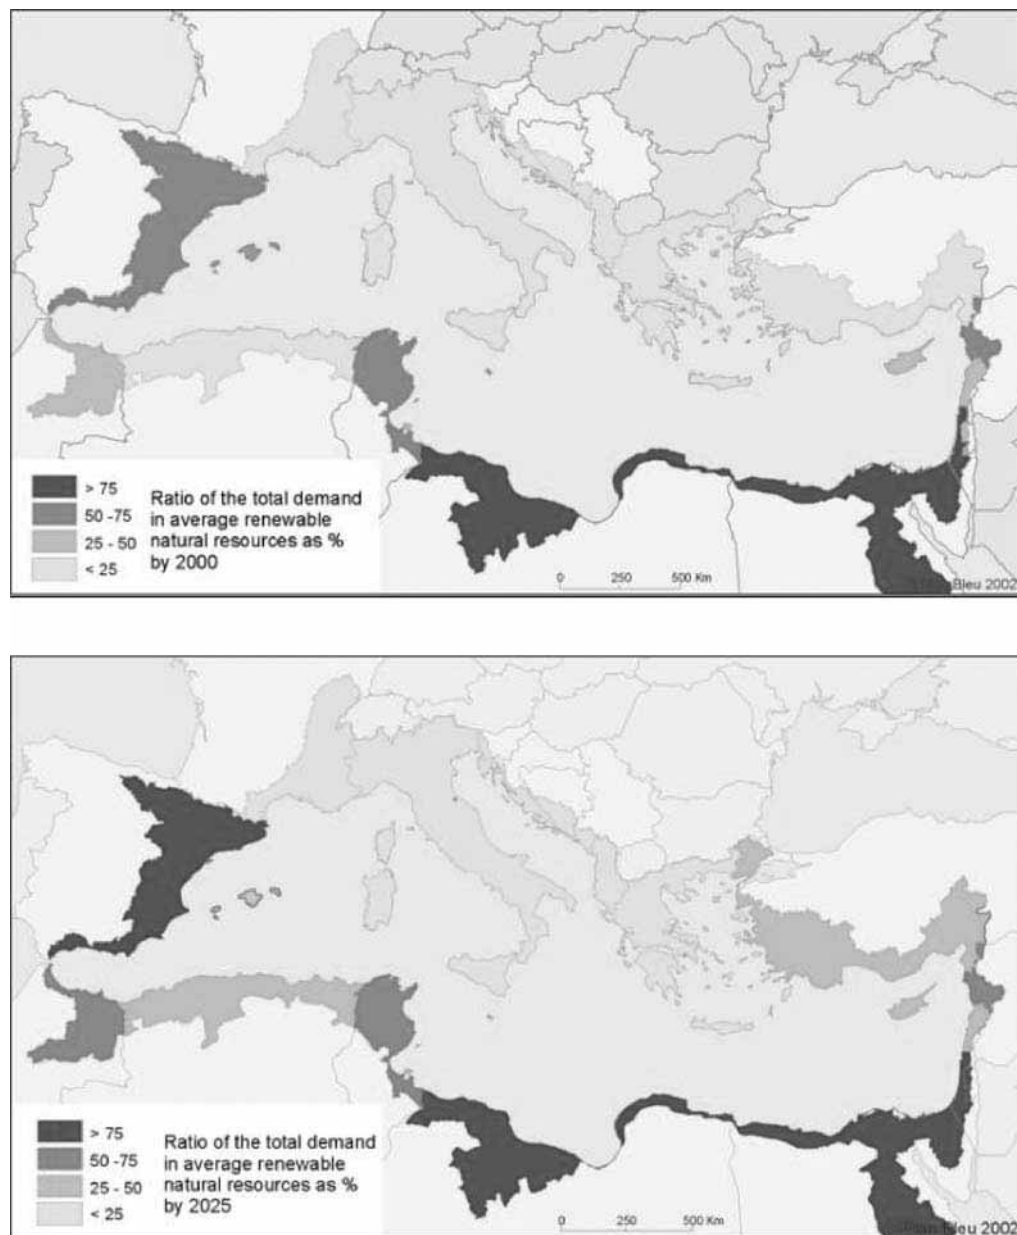 > 75
50 -75
25 - 50
< 25
Ratio of the total demand
in average renewable
natural resources as %
by 2000
0 250 500 Km
Bleu 2002
> 75
50 -75
25 - 50
< 25
Ratio of the total demand
in average renewable
natural resources as %
by 2025
0 250 500 Km
Plan Bleu 2002